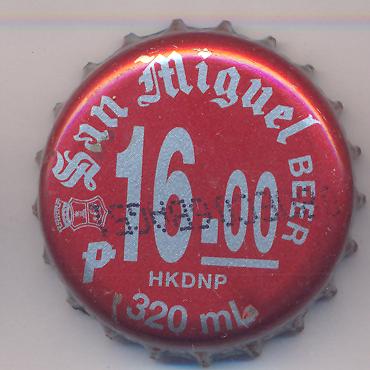 San Miguel
BEER
P16.00
HKDNP
320 ml.